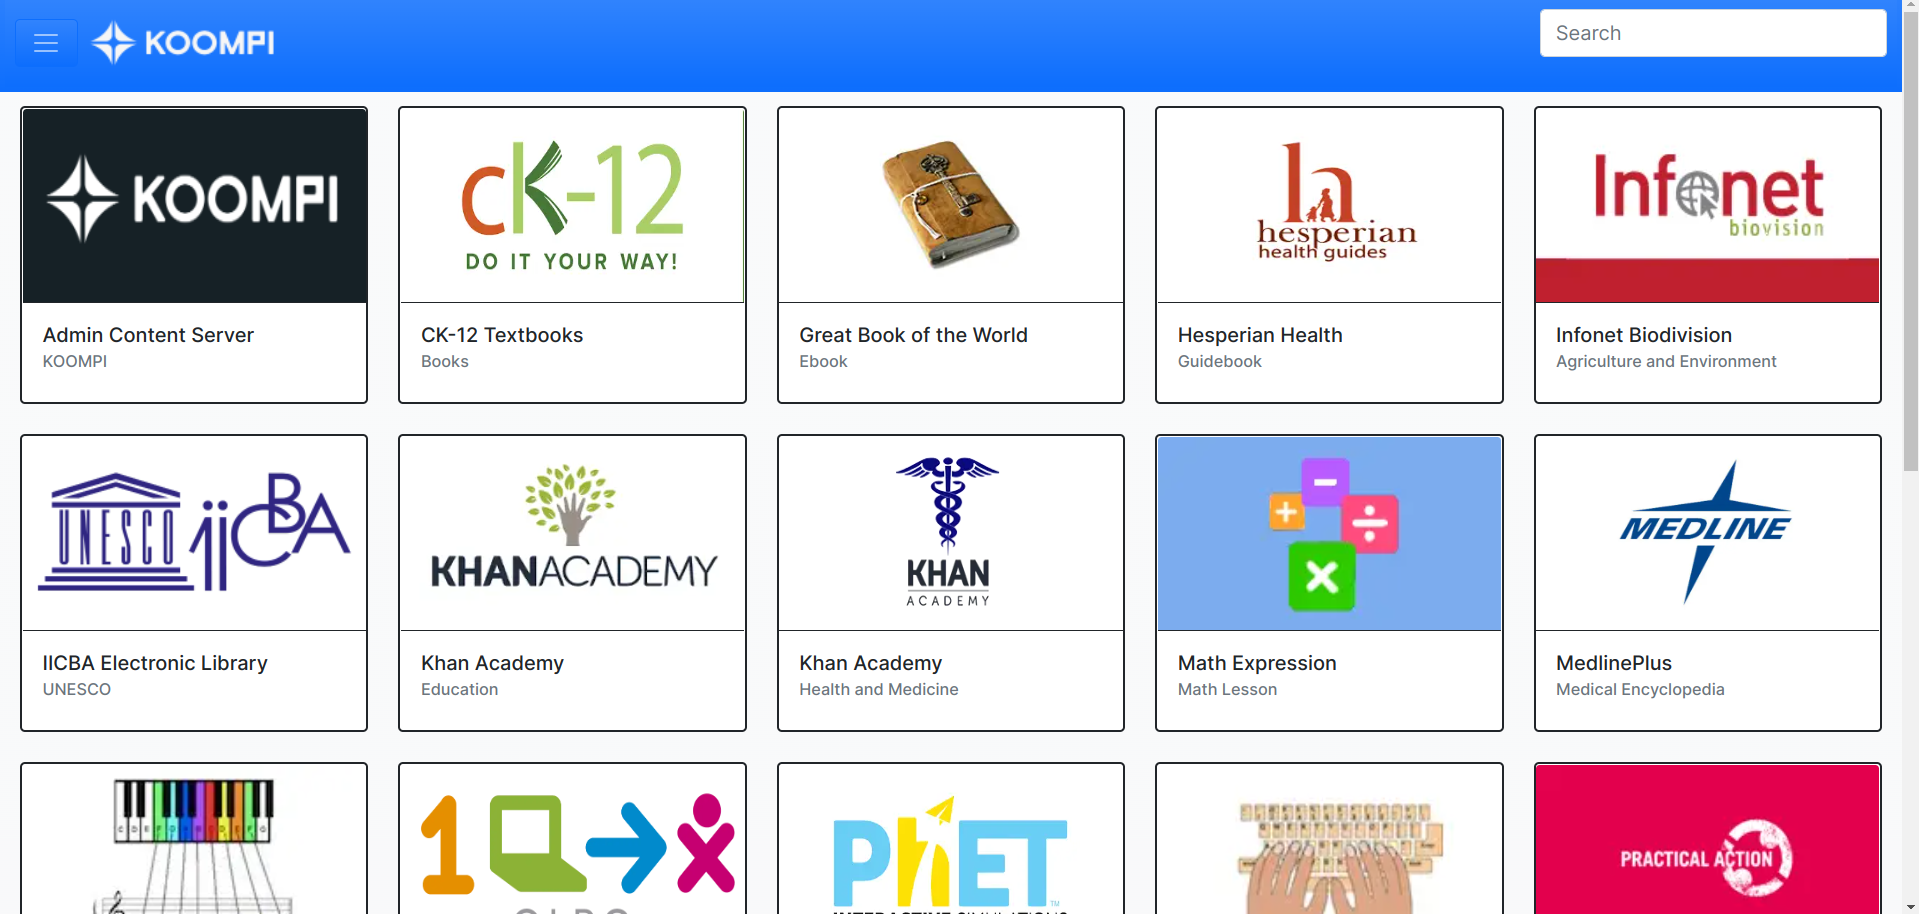 KOOMPI
Search
KOOMPI
CK-12
DO IT YOUR WAY!
hesperian
health guides
Infonet
biovision
Admin Content Server
KOOMPI
CK-12 Textbooks
Books
Great Book of the World
Ebook
Hesperian Health
Guidebook
Infonet Biodivision
Agriculture and Environment
UNESCO iicBA
KHANACADEMY
KHAN
ACADEMY
MEDLINE
IICBA Electronic Library
UNESCO
Khan Academy
Education
Khan Academy
Health and Medicine
Math Expression
Math Lesson
MedlinePlus
Medical Encyclopedia
PhET
PRACTICAL ACTION